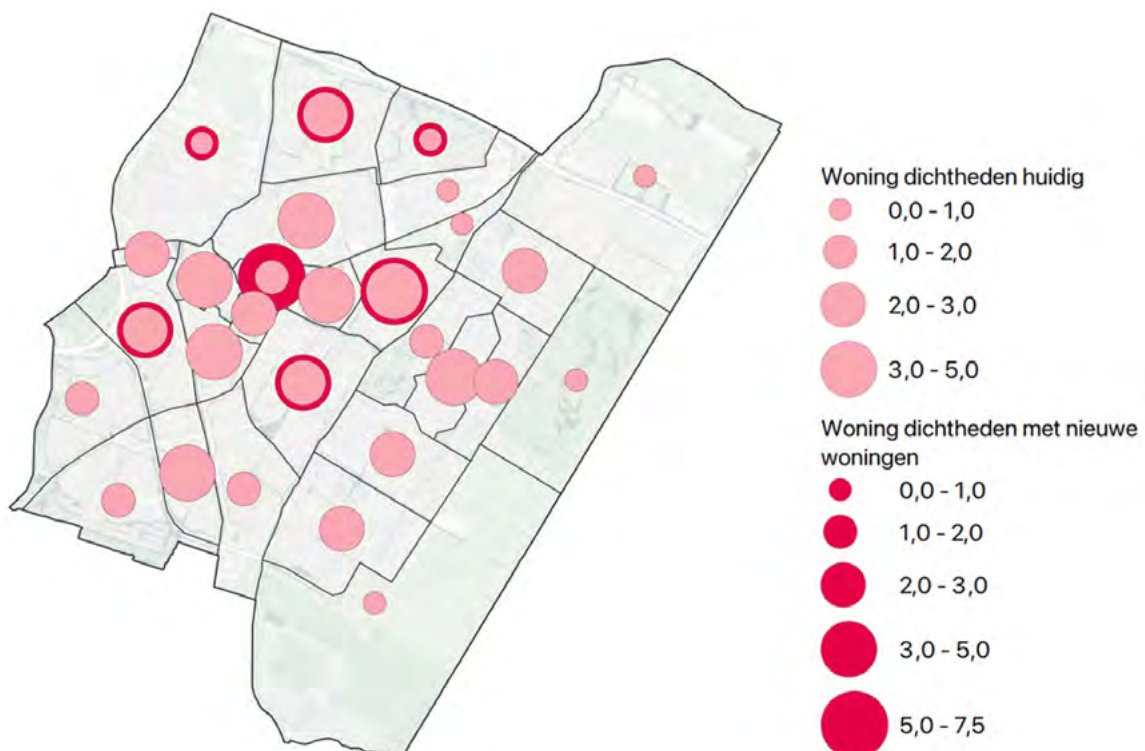 Woning dichtheden huidig
0,0 - 1,0
1,0 - 2,0
2,0 - 3,0
3,0 - 5,0
Woning dichtheden met nieuwe
woningen
0,0 - 1,0
1,0 - 2,0
2,0 - 3,0
3,0 - 5,0
5,0 - 7,5